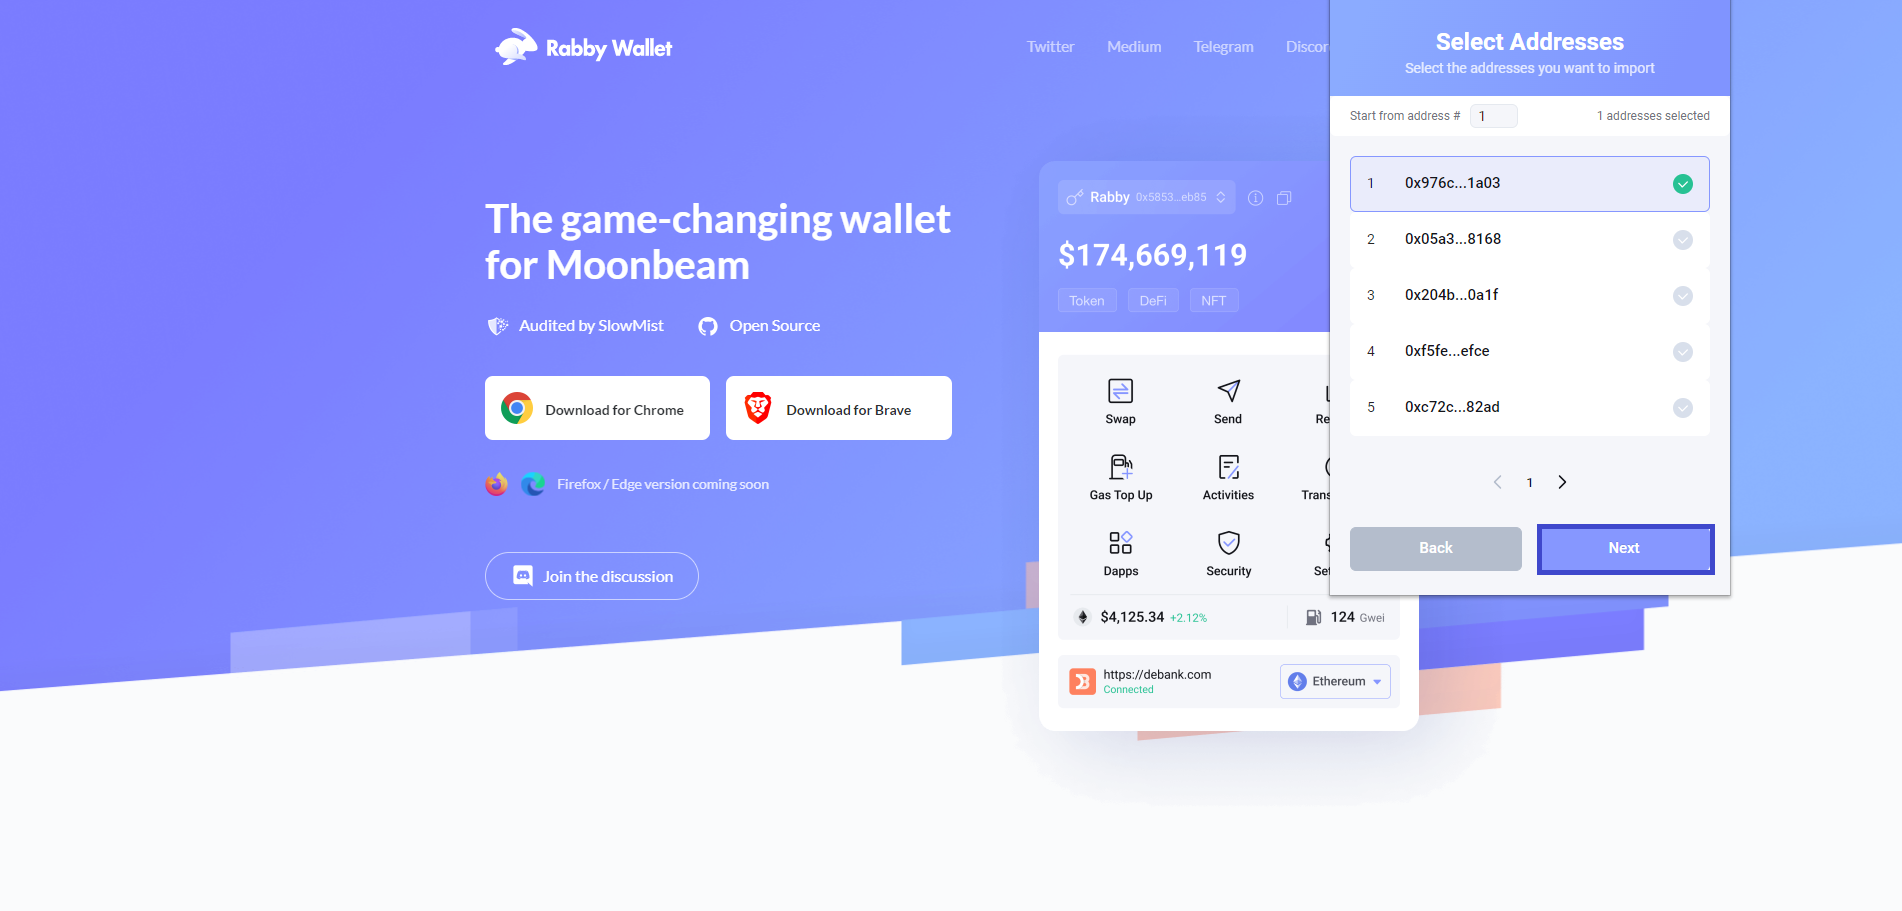 Rabby Wallet
Twitter Medium Telegram Discor
The game-changing wallet
for Moonbeam
Audited by SlowMist Open Source
Download for Chrome Download for Brave
Firefox / Edge version coming soon
Join the discussion
Rabby 0x5853...eb85
$174,669,119
Token DeFi NFT
Swap Send Re
Gas Top Up Activities Trans
Dapps Security Set
$4,125.34 +2.12% 124 Gwei
https://debank.com
Connected
Ethereum
Select Addresses
Select the addresses you want to import
Start from address # 1 1 addresses selected
1 0x976c...1a03
2 0x05a3...8168
3 0x204b...0a1f
4 0xf5fe...efce
5 0xc72c...82ad
1
Back Next